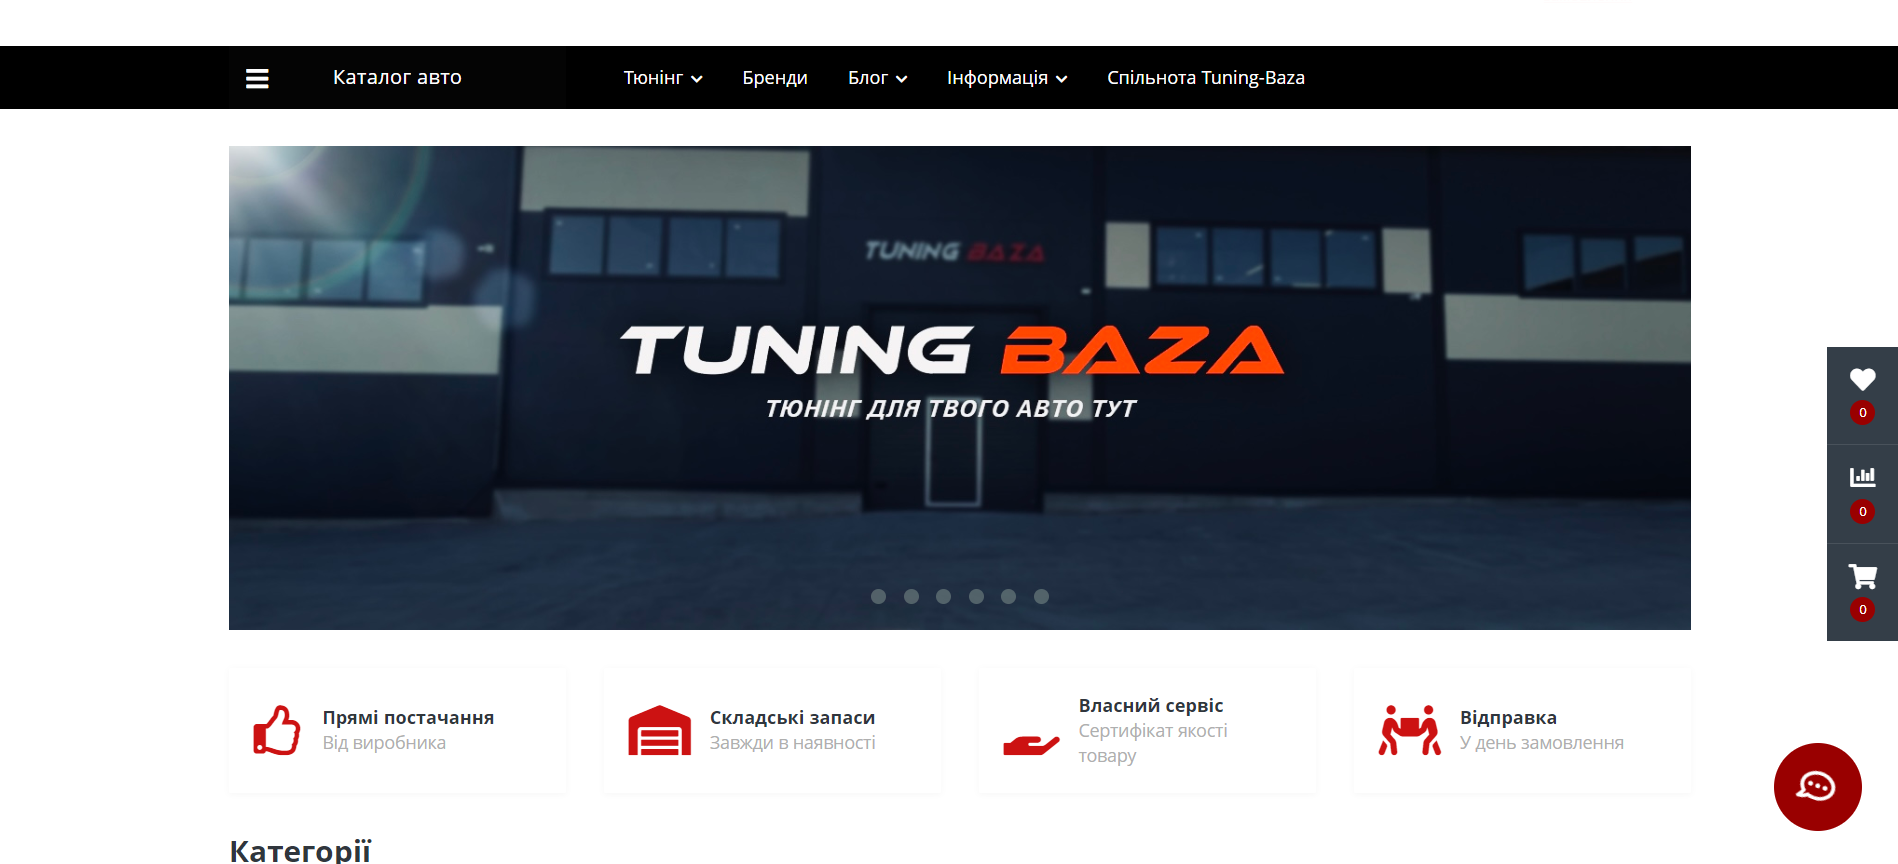 Каталог авто
Тюнінг
Бренди
Блог
Інформація
Спільнота Tuning-Baza
TUNING BAZA
TUNING BAZA
ТЮНІНГ ДЛЯ ТВОГО АВТО ТУТ
0
0
0
Прямі постачання
Від виробника
Складські запаси
Завжди в наявності
Власний сервіс
Сертифікат якості
товару
Відправка
У день замовлення
Категорії